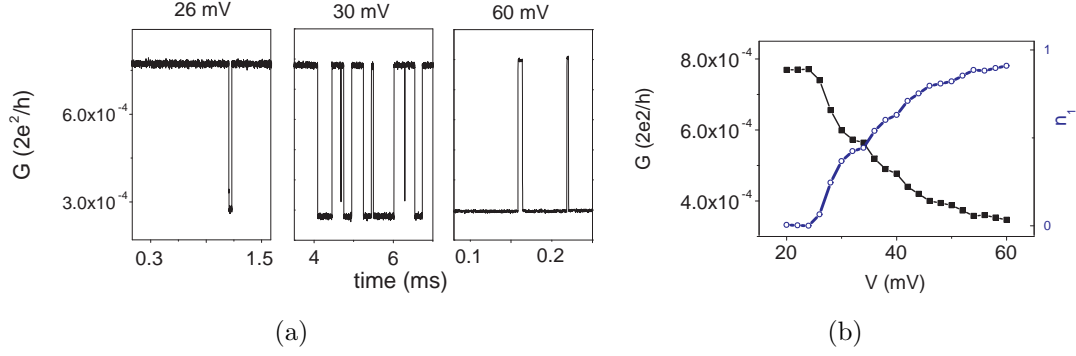 26 mV
30 mV
60 mV
G (2e²/h)
6.0x10⁻⁴
3.0x10⁻⁴
0.3
1.5
4
6
0.1
0.2
time (ms)
(a)
G (2e2/h)
8.0x10⁻⁴
6.0x10⁻⁴
4.0x10⁻⁴
1
0
n₁
20
30
40
50
60
V (mV)
(b)